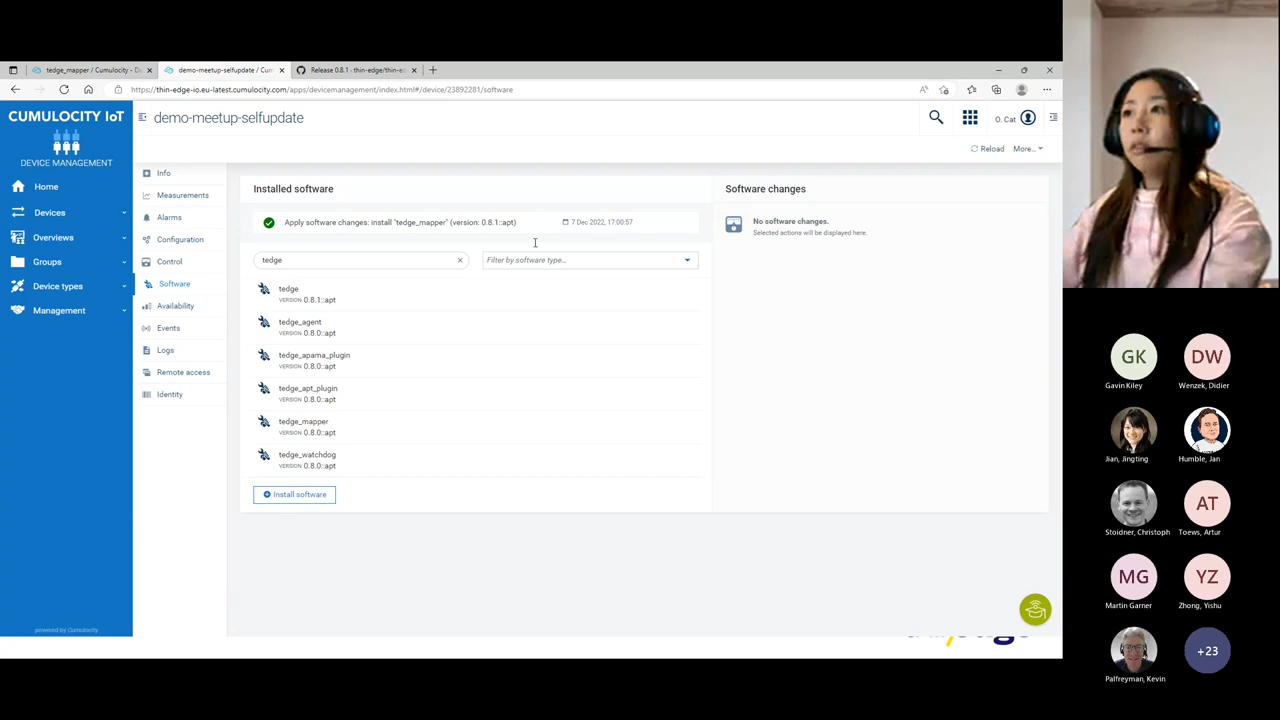 tedge_mapper / Cumulocity - De
demo-meetup-selfupdate / Cum
Release 0.8.1 · thin-edge/thin-ed
https://thin-edge-io.eu-latest.cumulocity.com/apps/devicemanagement/index.html#/device/23892281/software
CUMULOCITY IoT
DEVICE MANAGEMENT
Home
Devices
Overviews
Groups
Device types
Management
powered by Cumulocity
demo-meetup-selfupdate
O. Cat
Reload
More...
Info
Measurements
Alarms
Configuration
Control
Software
Availability
Events
Logs
Remote access
Identity
Installed software
Apply software changes: install "tedge_mapper" (version: 0.8.1::apt)
7 Dec 2022, 17:00:57
tedge
Filter by software type...
tedge
VERSION 0.8.1::apt
tedge_agent
VERSION 0.8.0::apt
tedge_apama_plugin
VERSION 0.8.0::apt
tedge_apt_plugin
VERSION 0.8.0::apt
tedge_mapper
VERSION 0.8.0::apt
tedge_watchdog
VERSION 0.8.0::apt
Install software
Software changes
No software changes.
Selected actions will be displayed here.
GK
Gavin Kiley
DW
Wenzek, Didier
Jian, Jingting
Humble, Jan
Stoidner, Christoph
AT
Toews, Artur
MG
Martin Garner
YZ
Zhong, Yishu
Palfreyman, Kevin
+23